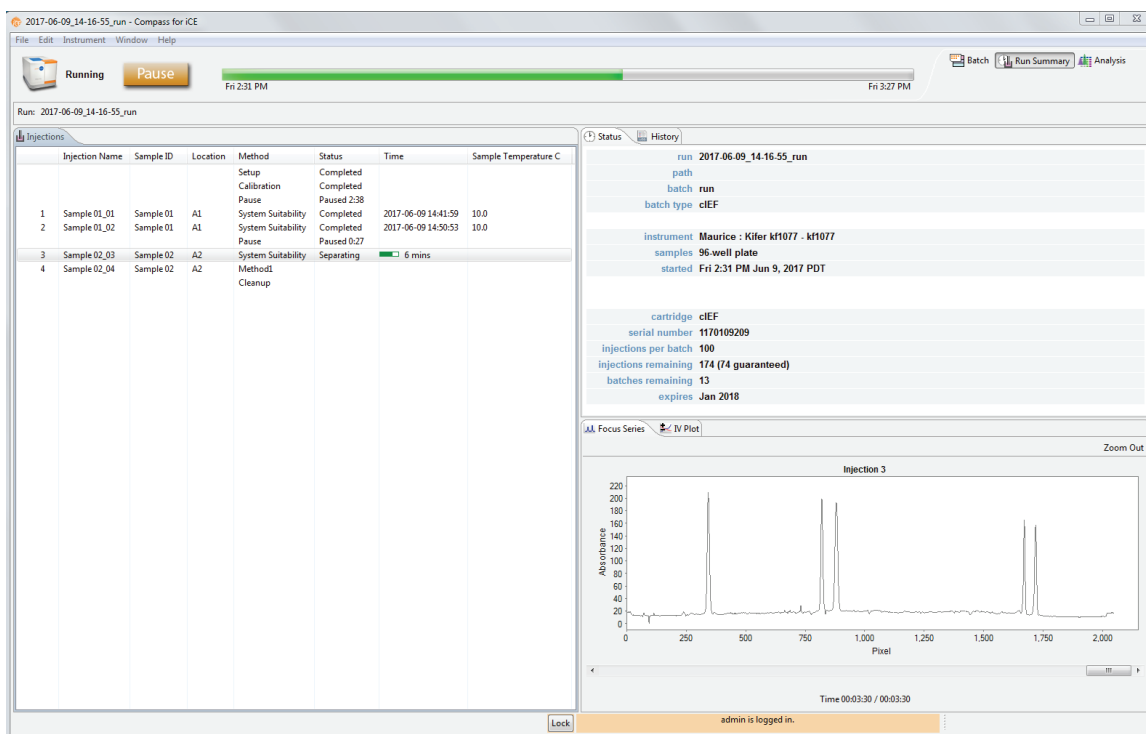 2017-06-09_14-16-55_run - Compass for iCE
File Edit Instrument Window Help
Running Pause
Fri 2:31 PM Fri 3:27 PM
Batch Run Summary Analysis
Run: 2017-06-09_14-16-55_run
Injections
Injection Name Sample ID Location Method Status Time Sample Temperature C
Setup Completed
Calibration Completed
Pause Paused 2:38
1 Sample 01_01 Sample 01 A1 System Suitability Completed 2017-06-09 14:41:59 10.0
2 Sample 01_02 Sample 01 A1 System Suitability Completed 2017-06-09 14:50:53 10.0
Pause Paused 0:27
3 Sample 02_03 Sample 02 A2 System Suitability Separating 6 mins
4 Sample 02_04 Sample 02 A2 Method1
Cleanup
Status History
run 2017-06-09_14-16-55_run
path
batch run
batch type cIEF
instrument Maurice : Kifer kf1077 - kf1077
samples 96-well plate
started Fri 2:31 PM Jun 9, 2017 PDT
cartridge cIEF
serial number 1170109209
injections per batch 100
injections remaining 174 (74 guaranteed)
batches remaining 13
expires Jan 2018
Focus Series IV Plot
Zoom Out
Injection 3
Absorbance
220
200
180
160
140
120
100
80
60
40
20
0
0 250 500 750 1,000 1,250 1,500 1,750 2,000
Pixel
Time 00:03:30 / 00:03:30
Lock admin is logged in.